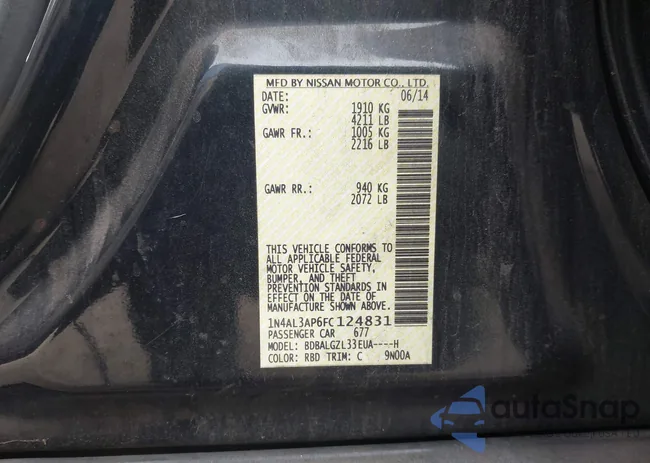 MFD BY NISSAN MOTOR CO., LTD.
DATE: 06/14
GVWR: 1910 KG
4211 LB
GAWR FR.: 1005 KG
2216 LB
GAWR RR.: 940 KG
2072 LB
THIS VEHICLE CONFORMS TO
ALL APPLICABLE FEDERAL
MOTOR VEHICLE SAFETY,
BUMPER, AND THEFT
PREVENTION STANDARDS IN
EFFECT ON THE DATE OF
MANUFACTURE SHOWN ABOVE.
1N4AL3AP6FC124831
PASSENGER CAR 677
MODEL: BDBALGZL33EUA----H
COLOR: RBD TRIM: C 9N00A
autoSnap